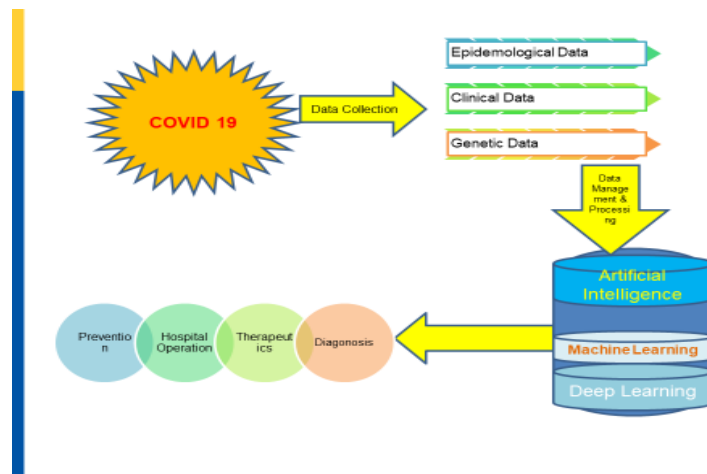 COVID 19
Data Collection
Epidemological Data
Clinical Data
Genetic Data
Data
Manage
ment &
Processi
ng
Artificial
Intelligence
Machine Learning
Deep Learning
Preventio
n
Hospital
Operation
Therapeut
ics
Diagonosis